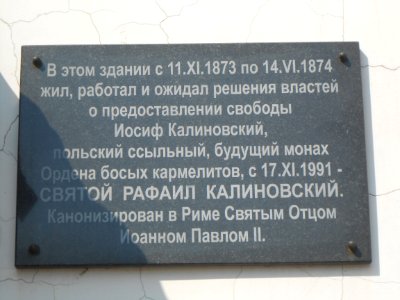 В этом здании с 11.XI.1873 по 14.VI.1874
жил, работал и ожидал решения властей
о предоставлении свободы
Иосиф Калиновский,
польский ссыльный, будущий монах
Ордена босых кармелитов, с 17.XI.1991 -
СВЯТОЙ РАФАИЛ КАЛИНОВСКИЙ.
Канонизирован в Риме Святым Отцом
Иоанном Павлом II.